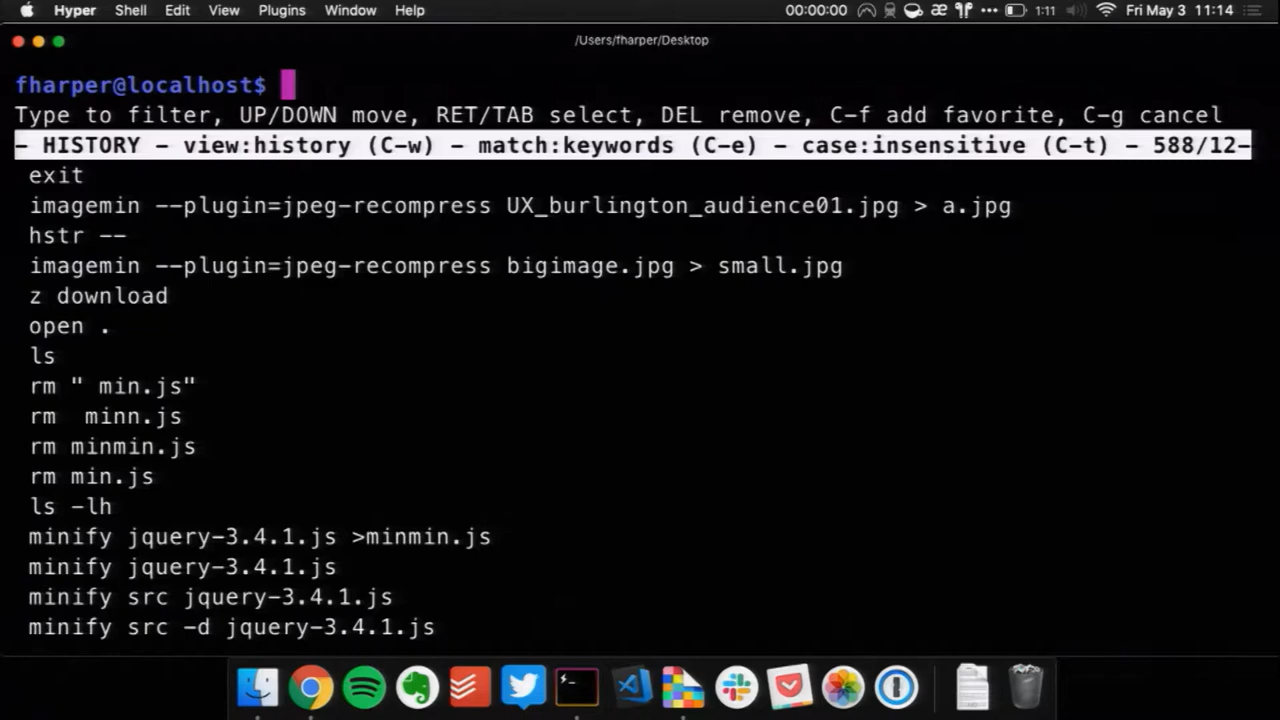 Hyper Shell Edit View Plugins Window Help 00:00:00 æ ••• 1:11 Fri May 3 11:14
/Users/fharper/Desktop
fharper@localhost$
Type to filter, UP/DOWN move, RET/TAB select, DEL remove, C-f add favorite, C-g cancel
- HISTORY - view:history (C-w) - match:keywords (C-e) - case:insensitive (C-t) - 588/12-
exit
imagemin --plugin=jpeg-recompress UX_burlington_audience01.jpg > a.jpg
hstr --
imagemin --plugin=jpeg-recompress bigimage.jpg > small.jpg
z download
open .
ls
rm " min.js"
rm  minn.js
rm minmin.js
rm min.js
ls -lh
minify jquery-3.4.1.js >minmin.js
minify jquery-3.4.1.js
minify src jquery-3.4.1.js
minify src -d jquery-3.4.1.js